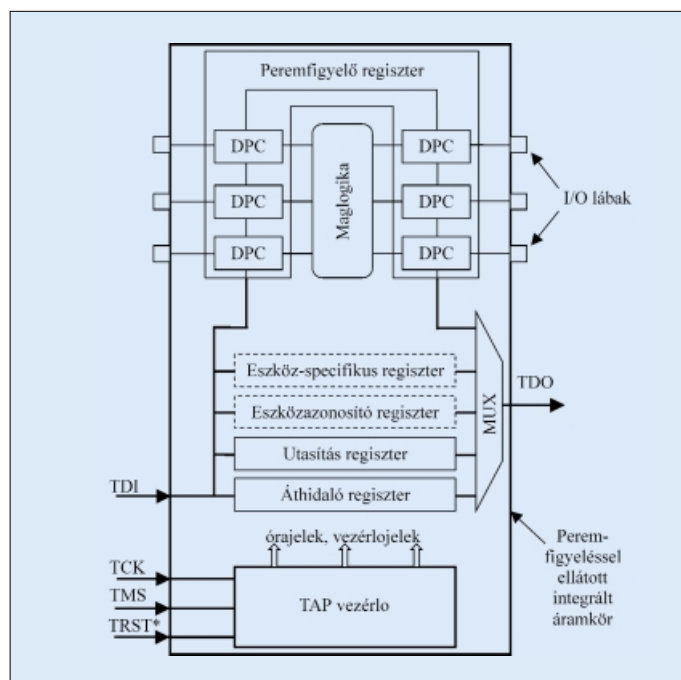 Peremfigyelő regiszter
DPC
DPC
DPC
DPC
DPC
DPC
Maglogika
I/O lábak
Eszköz-specifikus regiszter
Eszközazonosító regiszter
Utasítás regiszter
Áthidaló regiszter
MUX
TDO
TDI
órajelek, vezérlojelek
TCK
TMS
TRST*
TAP vezérlo
Perem-
figyeléssel
ellátott
integrált
áramkör